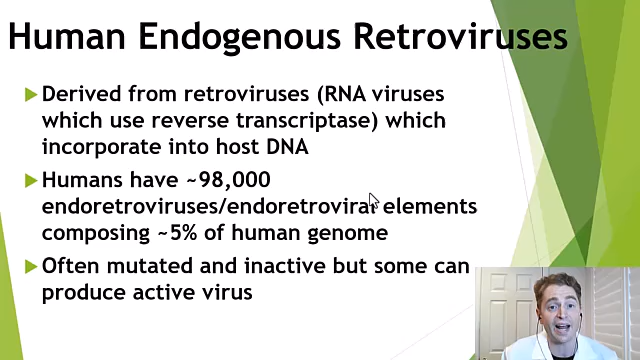 Human Endogenous Retroviruses
Derived from retroviruses (RNA viruses
which use reverse transcriptase) which
incorporate into host DNA
Humans have ~98,000
endoretroviruses/endoretroviral elements
composing ~5% of human genome
Often mutated and inactive but some can
produce active virus